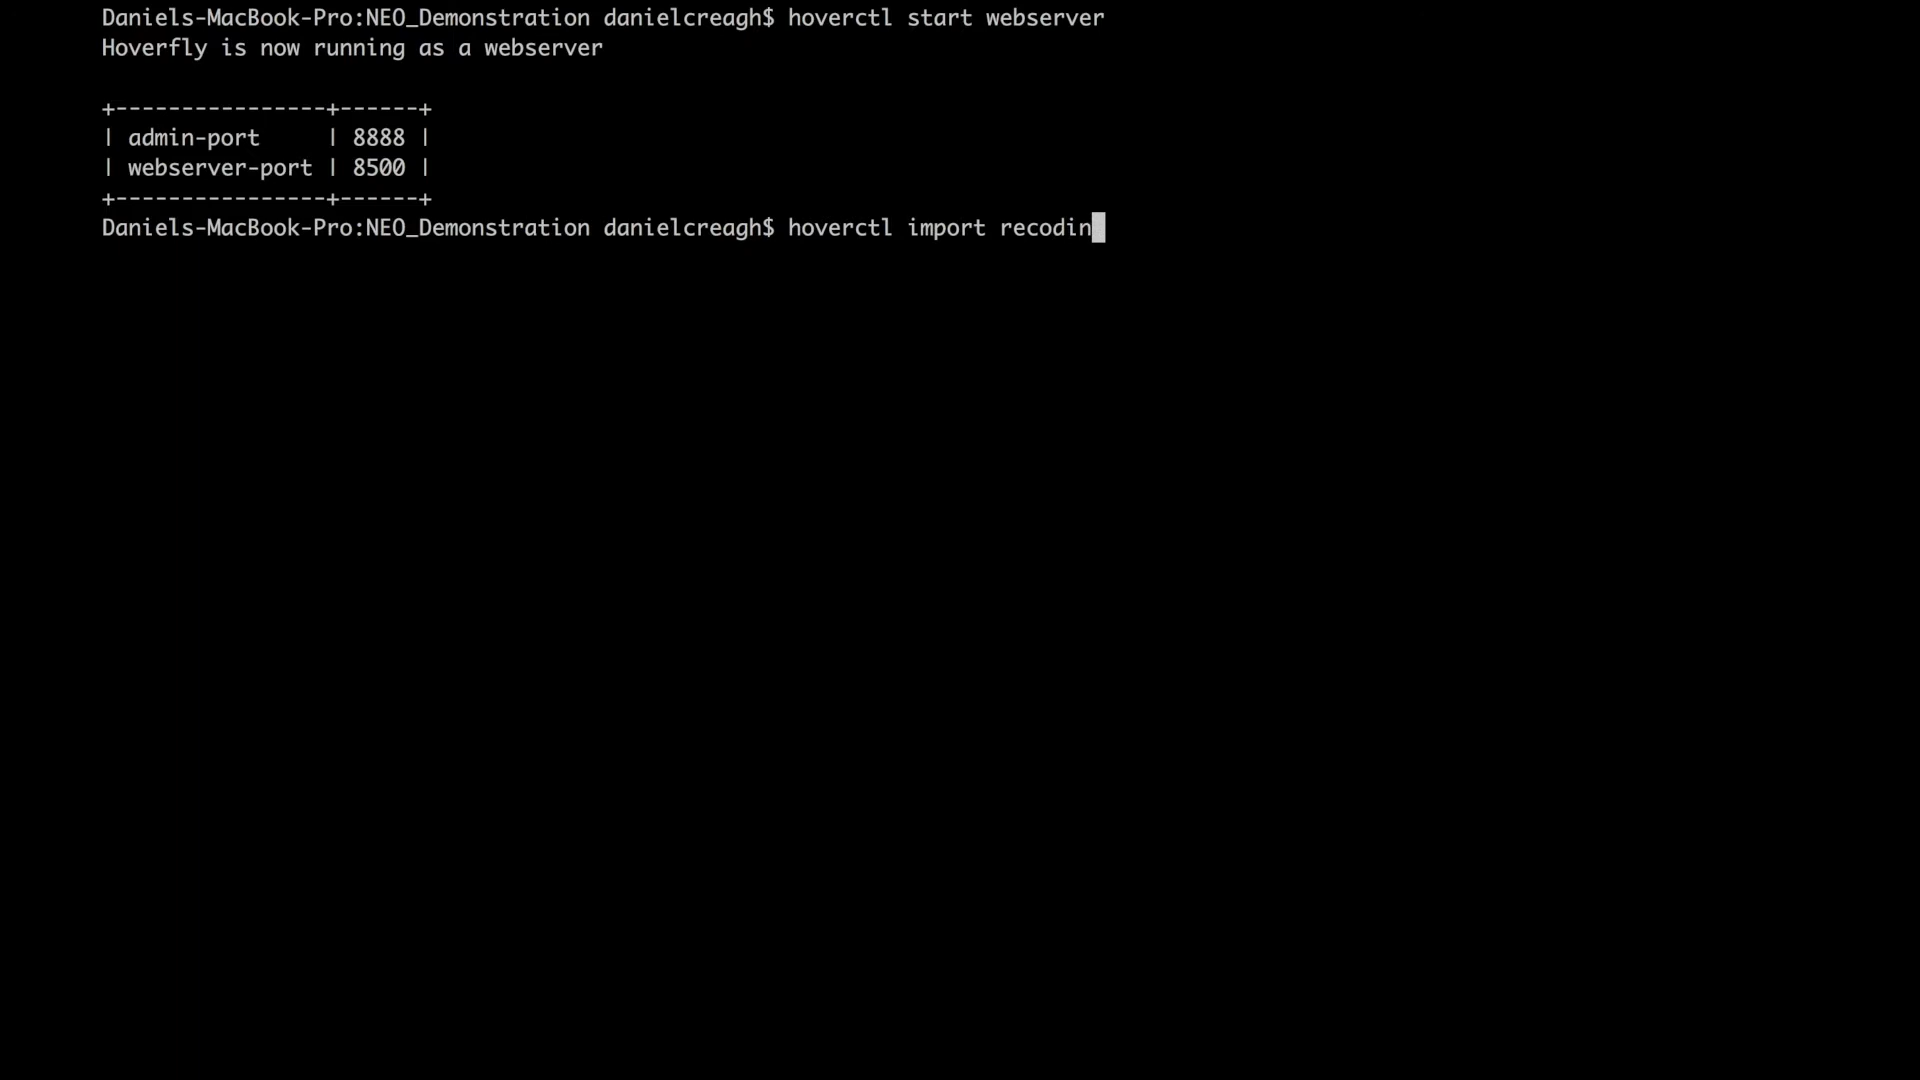 Daniels-MacBook-Pro:NEO_Demonstration danielcreagh$ hoverctl start webserver
Hoverfly is now running as a webserver
+----------------+------+
| admin-port     | 8888 |
| webserver-port | 8500 |
+----------------+------+
Daniels-MacBook-Pro:NEO_Demonstration danielcreagh$ hoverctl import recodin